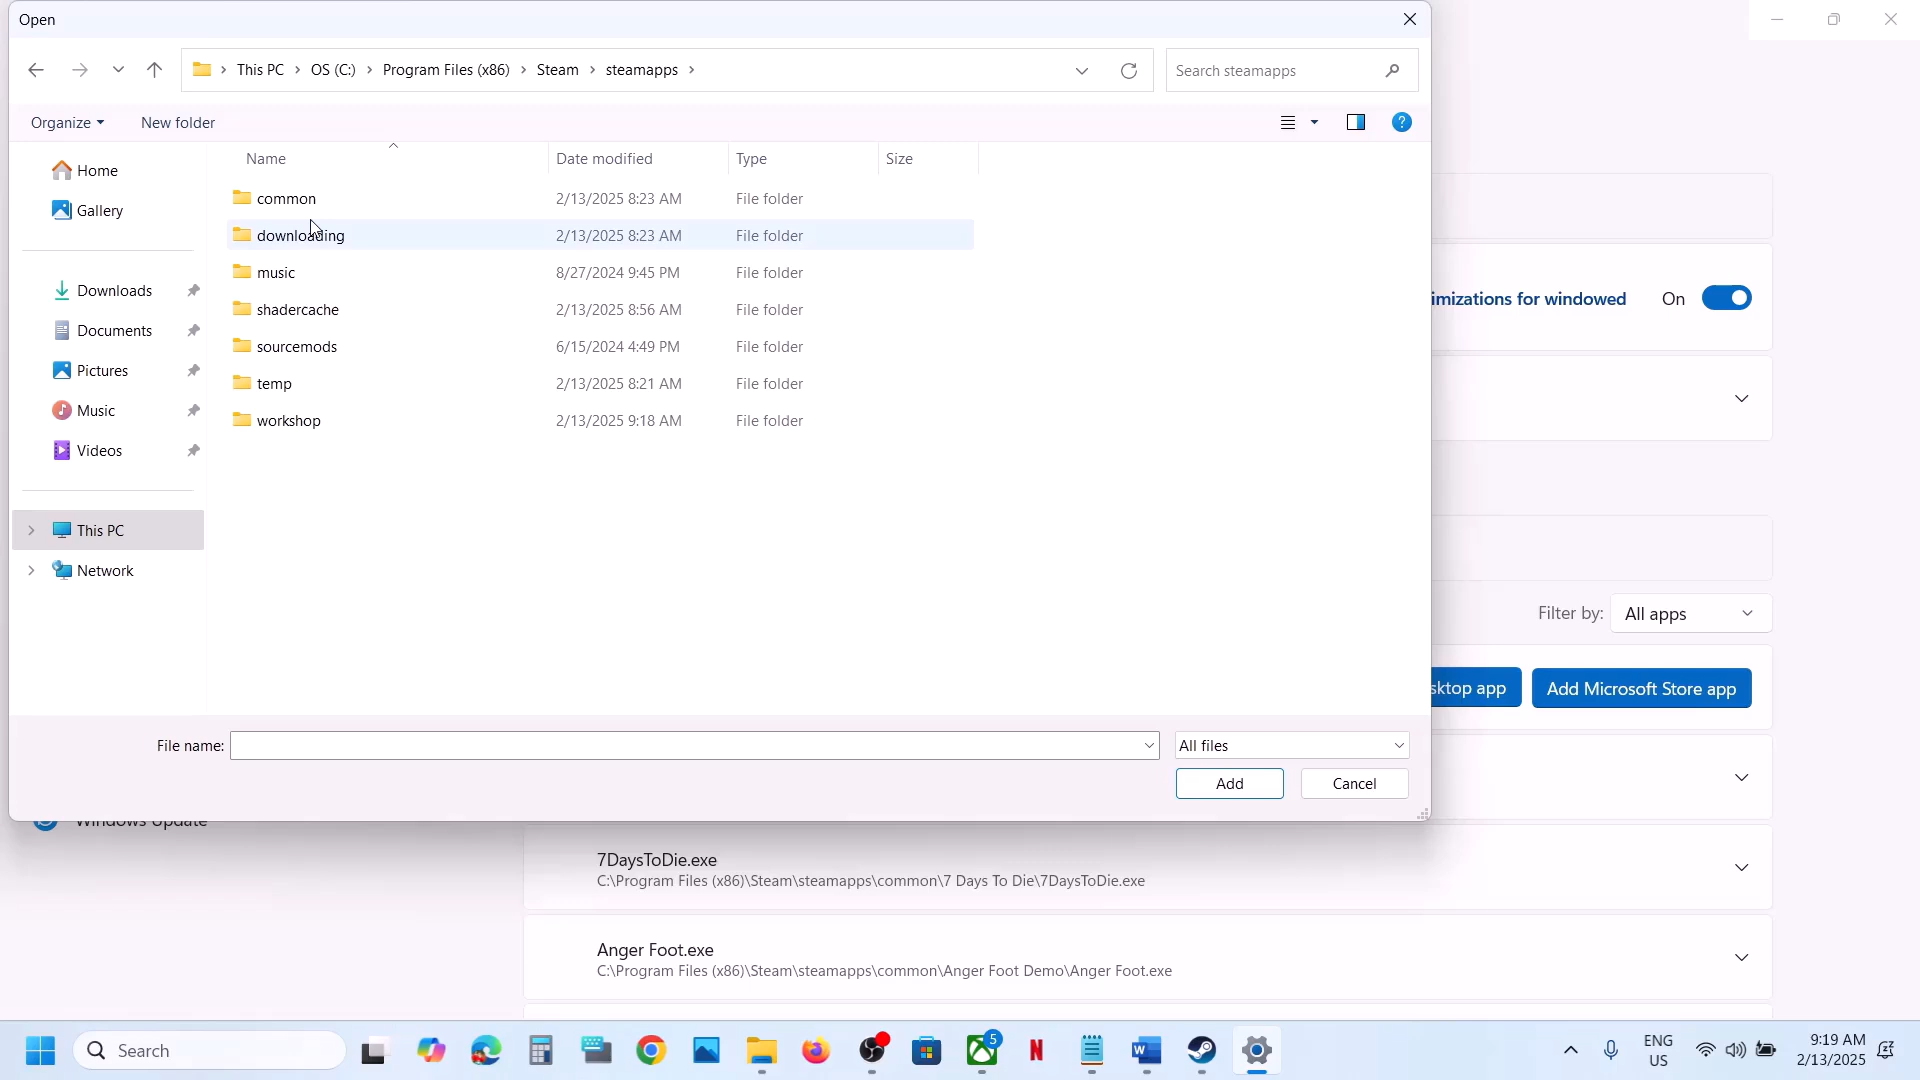 Open
This PC > OS (C:) > Program Files (x86) > Steam > steamapps >
Search steamapps
Organize
New folder
Name
Date modified
Type
Size
Home
Gallery
Downloads
Documents
Pictures
Music
Videos
This PC
Network
common 2/13/2025 8:23 AM File folder
downloading 2/13/2025 8:23 AM File folder
music 8/27/2024 9:45 PM File folder
shadercache 2/13/2025 8:56 AM File folder
sourcemods 6/15/2024 4:49 PM File folder
temp 2/13/2025 8:21 AM File folder
workshop 2/13/2025 9:18 AM File folder
File name:
All files
Add
Cancel
imizations for windowed
On
Filter by:
All apps
sktop app
Add Microsoft Store app
Windows Update
7DaysToDie.exe
C:\Program Files (x86)\Steam\steamapps\common\7 Days To Die\7DaysToDie.exe
Anger Foot.exe
C:\Program Files (x86)\Steam\steamapps\common\Anger Foot Demo\Anger Foot.exe
Search
5
ENG
US
9:19 AM
2/13/2025